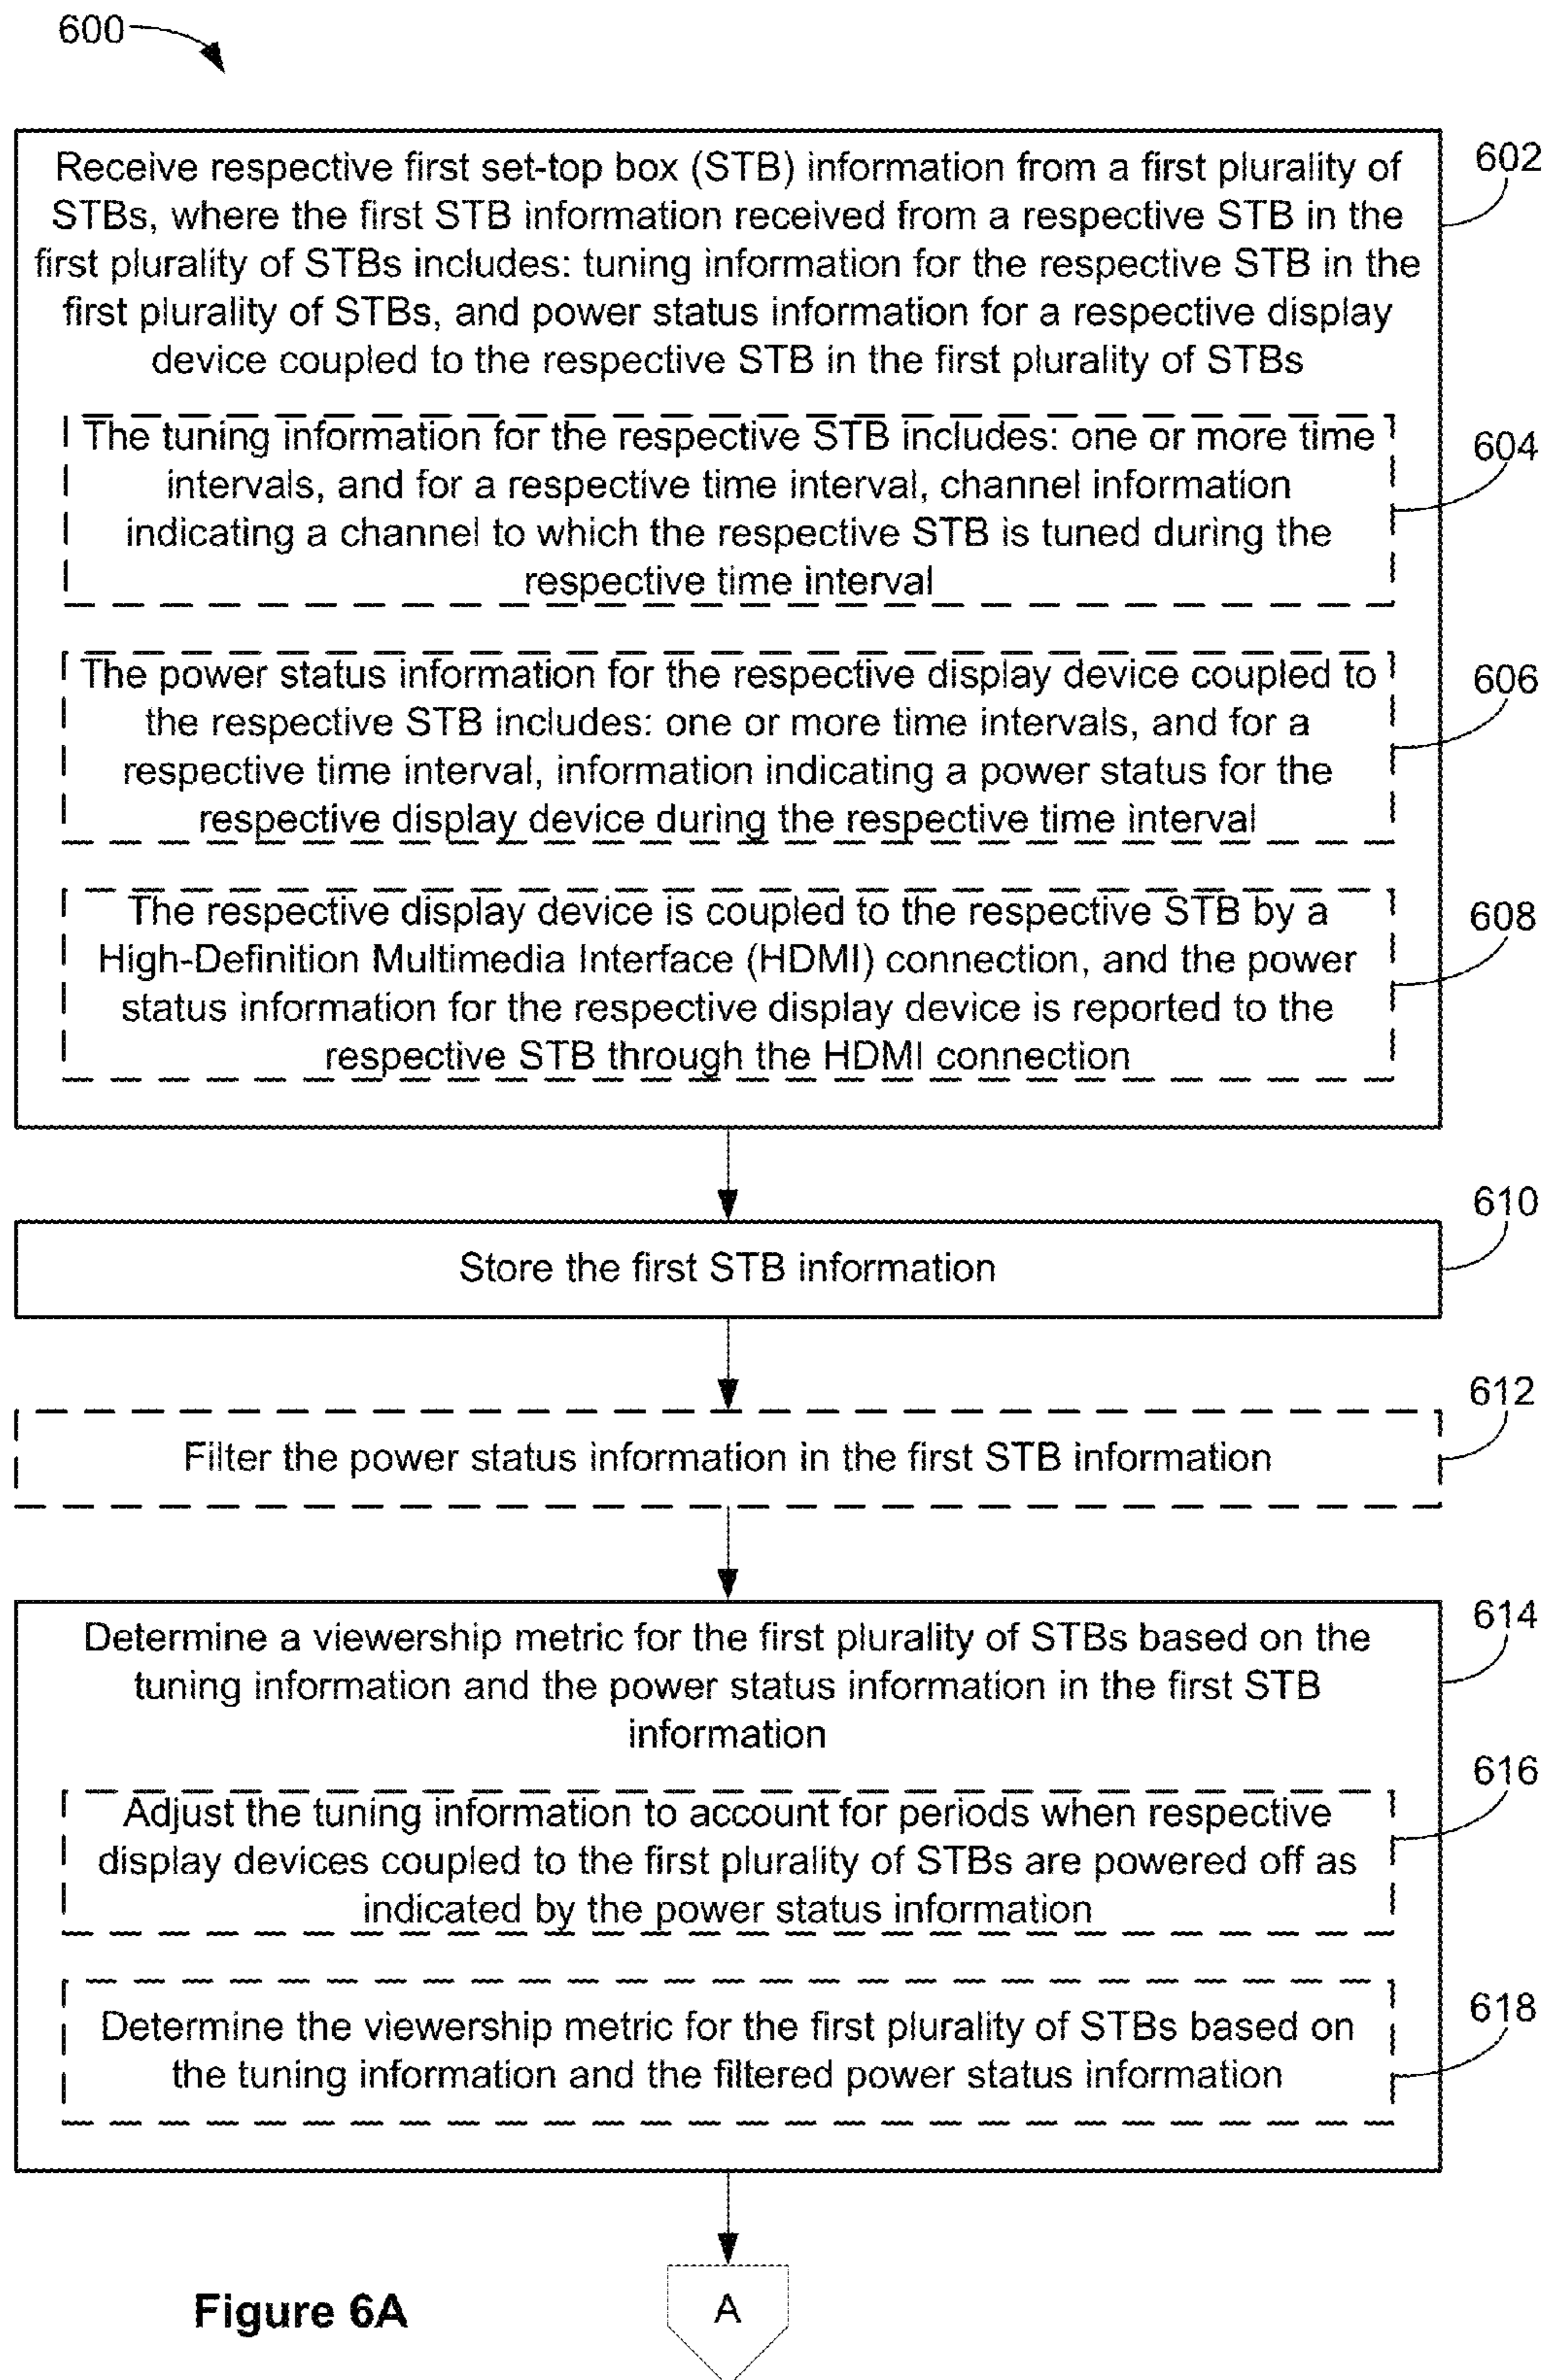 600
602
Receive respective first set-top box (STB) information from a first plurality of
STBs, where the first STB information received from a respective STB in the
first plurality of STBs includes: tuning information for the respective STB in the
first plurality of STBs, and power status information for a respective display
device coupled to the respective STB in the first plurality of STBs
604
The tuning information for the respective STB includes: one or more time
intervals, and for a respective time interval, channel information
indicating a channel to which the respective STB is tuned during the
respective time interval
606
The power status information for the respective display device coupled to
the respective STB includes: one or more time intervals, and for a
respective time interval, information indicating a power status for the
respective display device during the respective time interval
608
The respective display device is coupled to the respective STB by a
High-Definition Multimedia Interface (HDMI) connection, and the power
status information for the respective display device is reported to the
respective STB through the HDMI connection
610
Store the first STB information
612
Filter the power status information in the first STB information
614
Determine a viewership metric for the first plurality of STBs based on the
tuning information and the power status information in the first STB
information
616
Adjust the tuning information to account for periods when respective
display devices coupled to the first plurality of STBs are powered off as
indicated by the power status information
618
Determine the viewership metric for the first plurality of STBs based on
the tuning information and the filtered power status information
A
Figure 6A